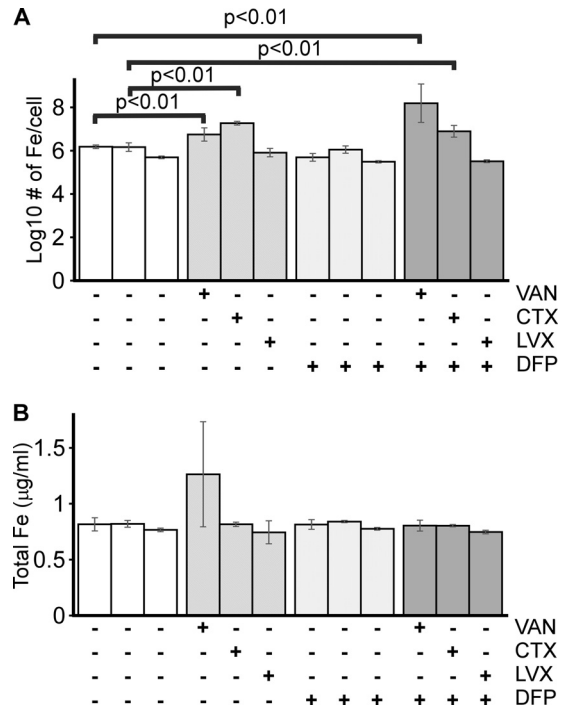 A
p<0.01
p<0.01
p<0.01
p<0.01
Log10 # of Fe/cell
8
6
4
2
0
- - - + - - - - - + - - VAN
- - - - + - - - - - + - CTX
- - - - - + - - - - - + LVX
- - - - - - + + + + + + DFP
B
Total Fe (µg/ml)
1.5
1
0.5
0
- - - + - - - - - + - - VAN
- - - - + - - - - - + - CTX
- - - - - + - - - - - + LVX
- - - - - - + + + + + + DFP